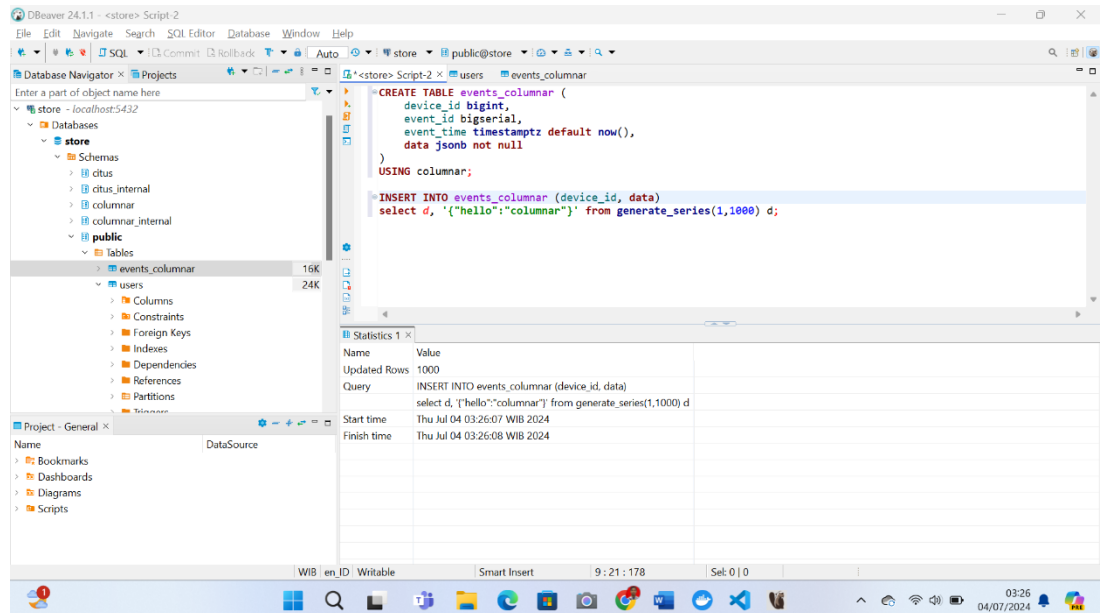 DBeaver 24.1.1 - <store> Script-2
File Edit Navigate Search SQL Editor Database Window Help
SQL Commit Rollback Auto store public@store
Database Navigator Projects
Enter a part of object name here
store - localhost:5432
Databases
store
Schemas
citus
citus_internal
columnar
columnar_internal
public
Tables
events_columnar 16K
users 24K
Columns
Constraints
Foreign Keys
Indexes
Dependencies
References
Partitions
Triggers
Project - General
Name DataSource
Bookmarks
Dashboards
Diagrams
Scripts
*<store> Script-2 users events_columnar
CREATE TABLE events_columnar (
device_id bigint,
event_id bigserial,
event_time timestamptz default now(),
data jsonb not null
)
USING columnar;
INSERT INTO events_columnar (device_id, data)
select d, '{"hello":"columnar"}' from generate_series(1,1000) d;
Statistics 1
Name Value
Updated Rows 1000
Query INSERT INTO events_columnar (device_id, data)
select d, '{"hello":"columnar"}' from generate_series(1,1000) d
Start time Thu Jul 04 03:26:07 WIB 2024
Finish time Thu Jul 04 03:26:08 WIB 2024
WIB en_ID Writable Smart Insert 9 : 21 : 178 Sel: 0 | 0
1
03:26
04/07/2024
PRE